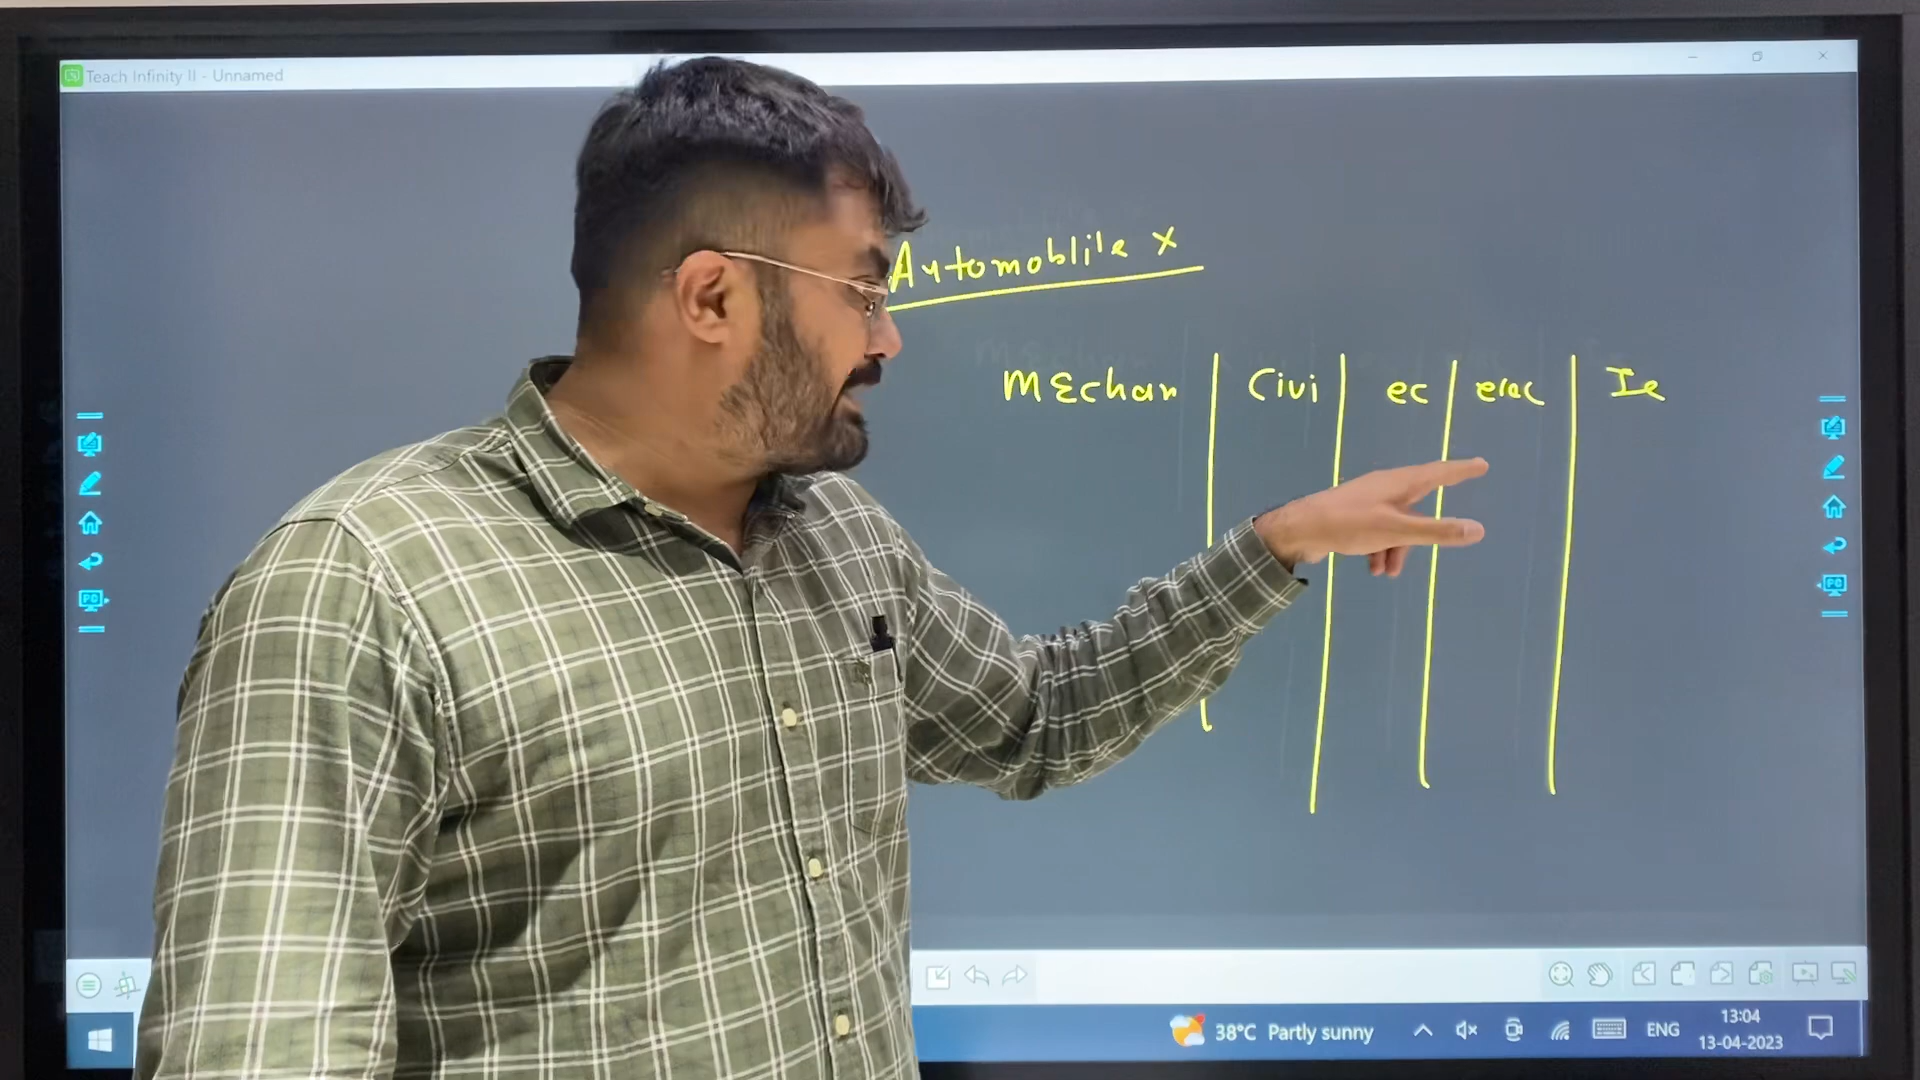 Teach Infinity II - Unnamed
Automoblile x
MEchan Civi ec elec Ie
38°C Partly sunny ENG 13:04
13-04-2023